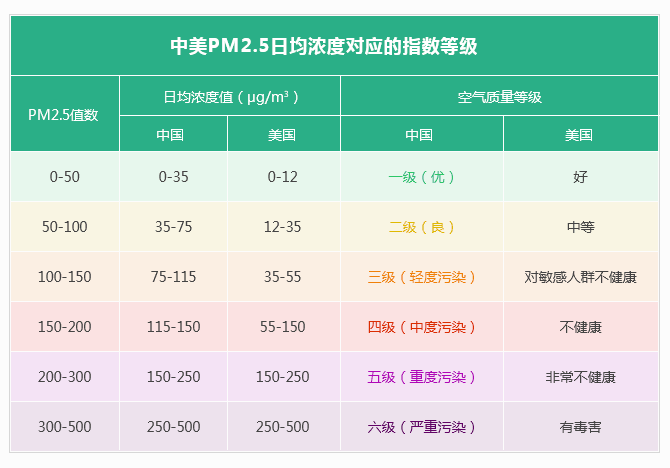 中美PM2.5日均浓度对应的指数等级
PM2.5值数 日均浓度值（μg/m³） 空气质量等级
中国 美国 中国 美国
0-50 0-35 0-12 一级（优） 好
50-100 35-75 12-35 二级（良） 中等
100-150 75-115 35-55 三级（轻度污染） 对敏感人群不健康
150-200 115-150 55-150 四级（中度污染） 不健康
200-300 150-250 150-250 五级（重度污染） 非常不健康
300-500 250-500 250-500 六级（严重污染） 有毒害